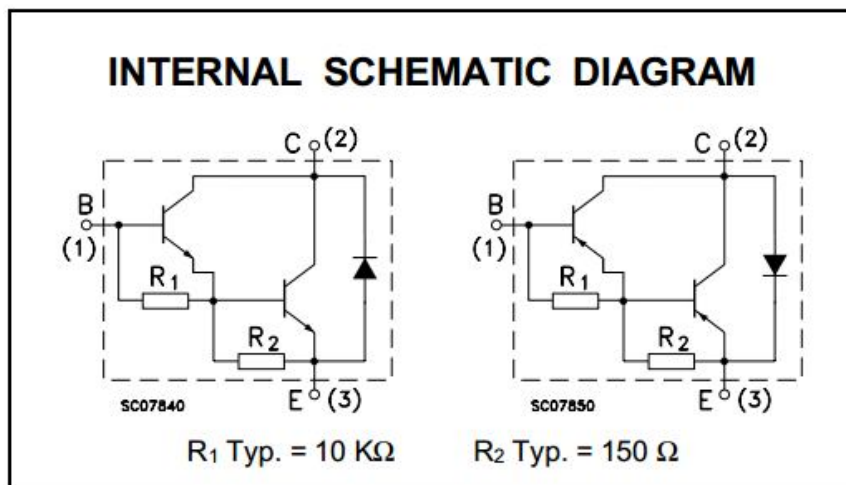 INTERNAL SCHEMATIC DIAGRAM
C (2)
B
(1)
R1
R2
SC07840
E (3)
C (2)
B
(1)
R1
R2
SC07850
E (3)
R1 Typ. = 10 KΩ R2 Typ. = 150 Ω